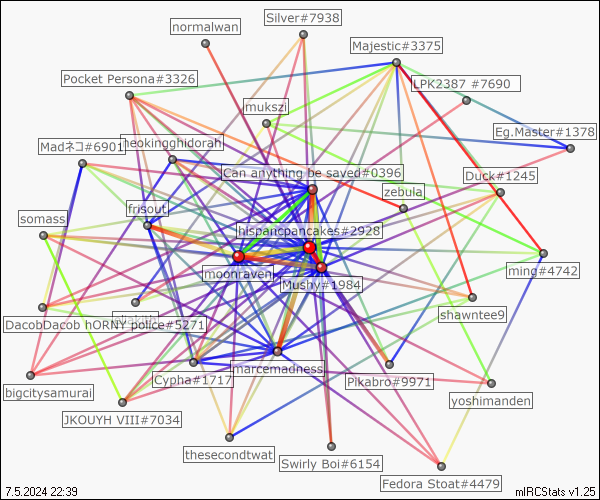 Silver#7938
normalwan
Majestic#3375
Pocket Persona#3326
LPK2387 #7690
mukszi
Eg.Master#1378
heokingghidorah
Madネコ#6901
Can anything be saved#0396
Duck#1245
zebula
frisout
somass
hispancpancakes#2928
moonraven
ming#4742
Mushy#1984
shawntee9
DacobDacob hORNY police#5271
marcemadness
Cypha#1717
Pikabro#9971
bigcitysamurai
yoshimanden
JKOUYH VIII#7034
thesecondtwat
Swirly Boi#6154
Fedora Stoat#4479
7.5.2024 22:39
mIRCStats v1.25